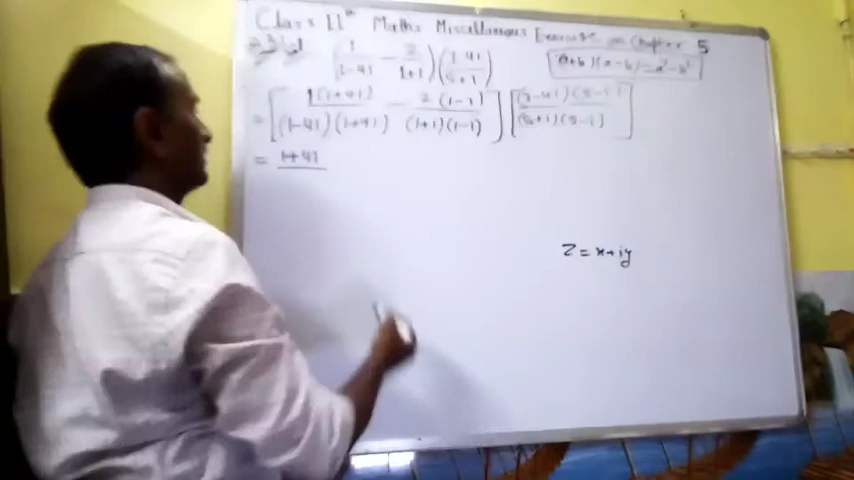 Class 11th Maths Miscellaneous Exercise on Chapter 5
(1/(1-4i) - 2/(1+i)) (3-4i)/(5+i)
(a+b)(a-b) = a²-b²
= [1(1+4i)/(1-4i)(1+4i) - 2(1-i)/(1+i)(1-i)] [(3-4i)(5-i)/(5+i)(5-i)]
= 1+4i
z = x+iy